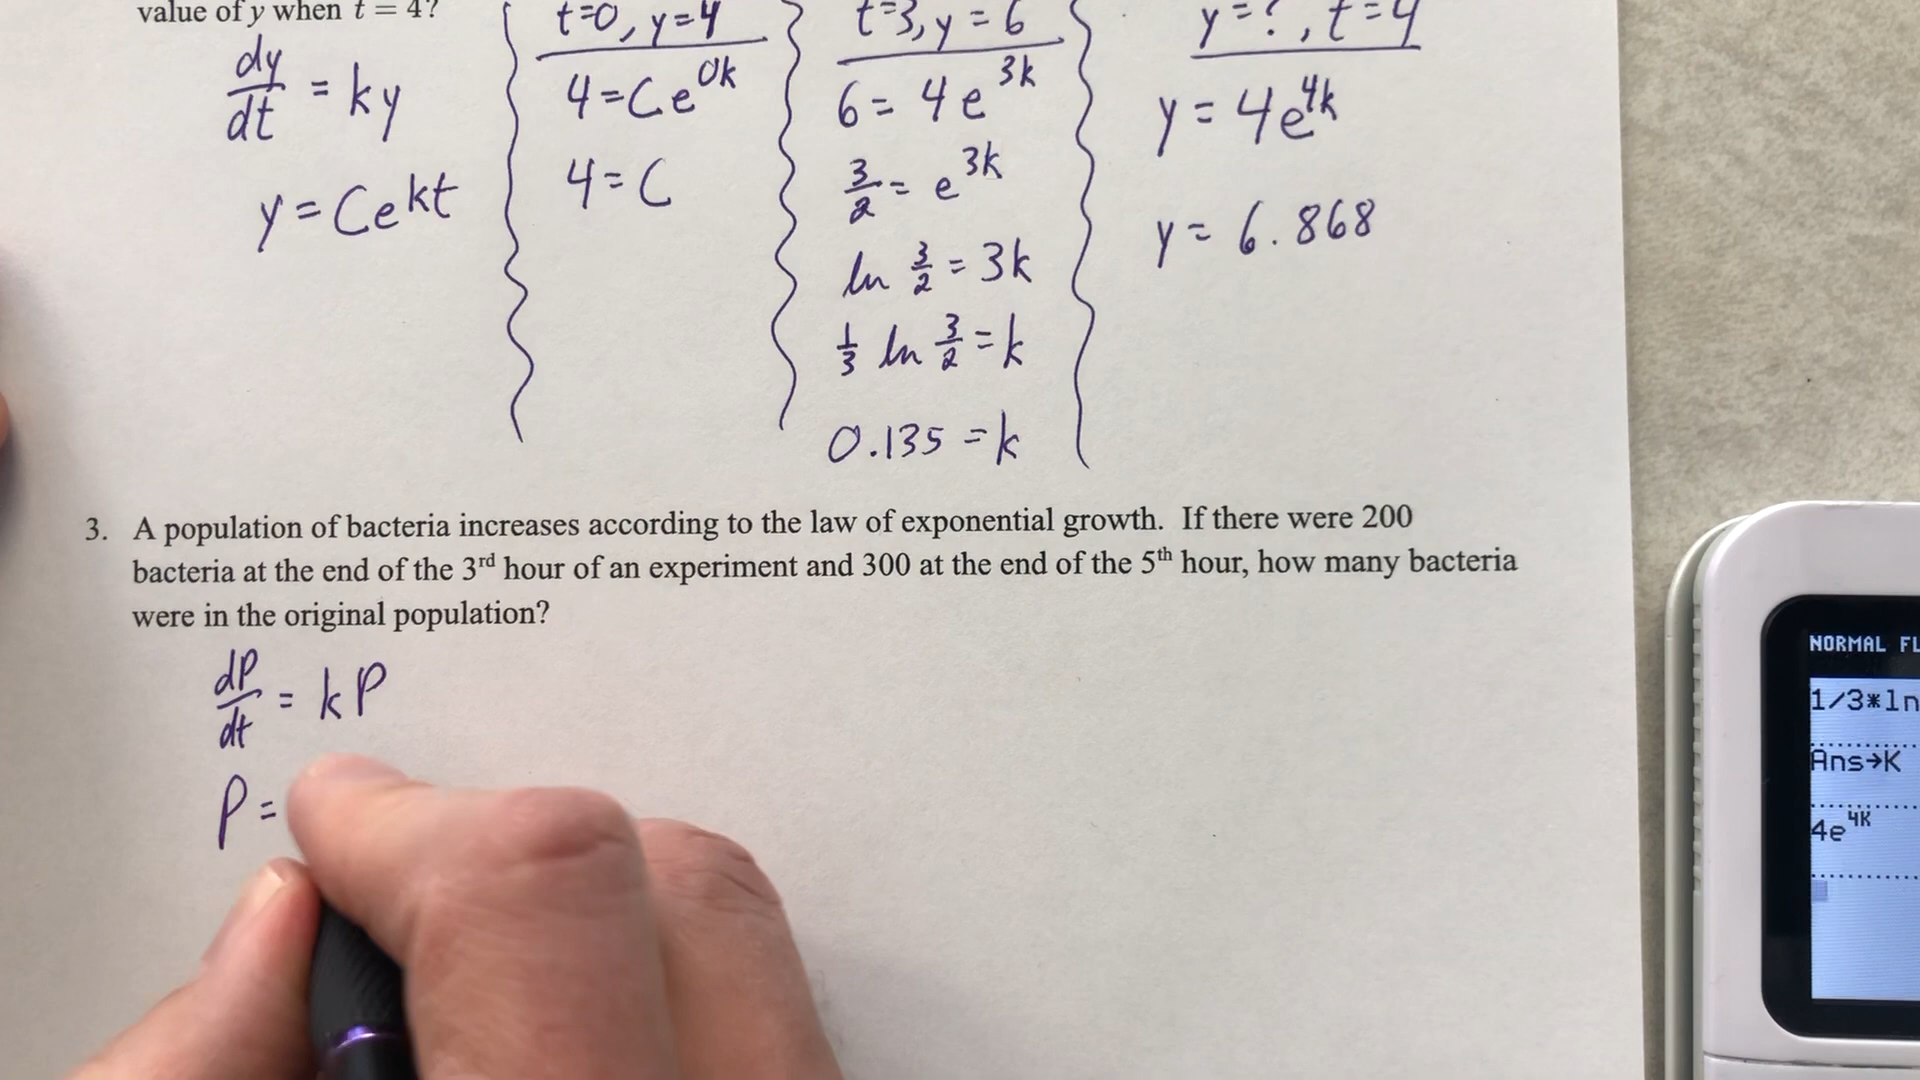 value of y when t = 4?
dy/dt = ky
y = Ce^kt
t=0, y=4
4=Ce^0k
4=C
t=3, y=6
6= 4e^3k
3/2 = e^3k
ln 3/2 = 3k
1/3 ln 3/2 = k
0.135 = k
y=?, t=4
y= 4e^4k
y= 6.868
3. A population of bacteria increases according to the law of exponential growth. If there were 200
bacteria at the end of the 3rd hour of an experiment and 300 at the end of the 5th hour, how many bacteria
were in the original population?
dP/dt = kP
P=
NORMAL FL
1/3*ln
Ans→K
4e^4K